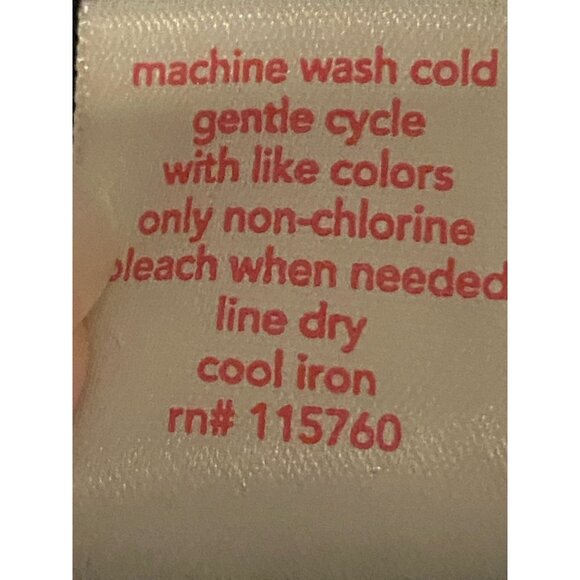 machine wash cold
gentle cycle
with like colors
only non-chlorine
bleach when needed
line dry
cool iron
rn# 115760